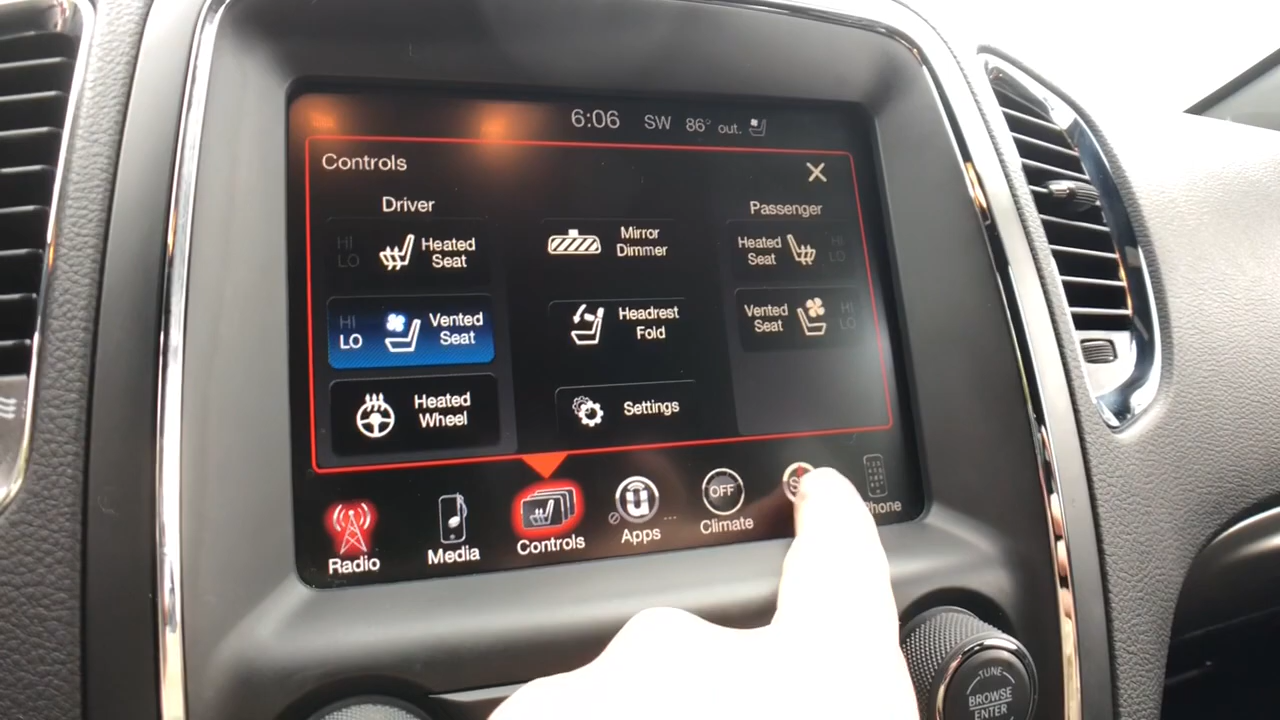 6:06 SW 86° out.
Controls
Driver
Passenger
HI
LO
Heated
Seat
Mirror
Dimmer
Heated
Seat
HI
LO
HI
LO
Vented
Seat
Headrest
Fold
Vented
Seat
HI
LO
Heated
Wheel
Settings
OFF
Radio
Media
Controls
Apps
Climate
Phone
TUNE
BROWSE
ENTER